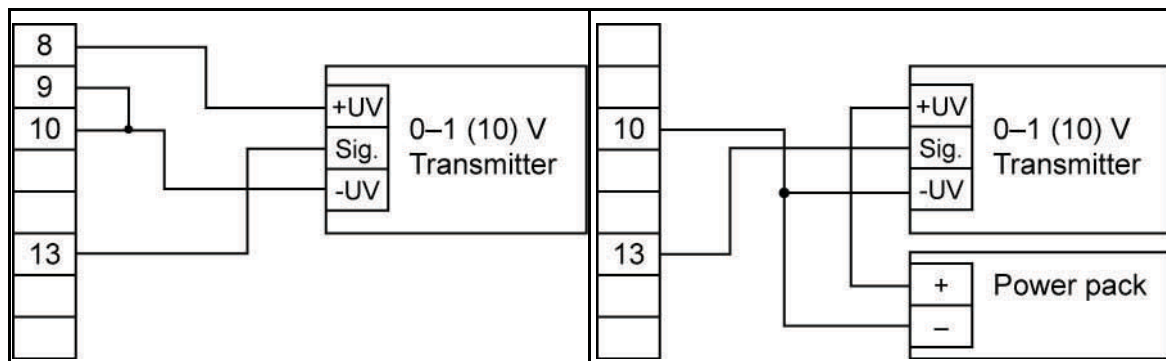 8
9
10
13
+UV
Sig.
-UV
0–1 (10) V
Transmitter
10
13
+UV
Sig.
-UV
0–1 (10) V
Transmitter
+
–
Power pack